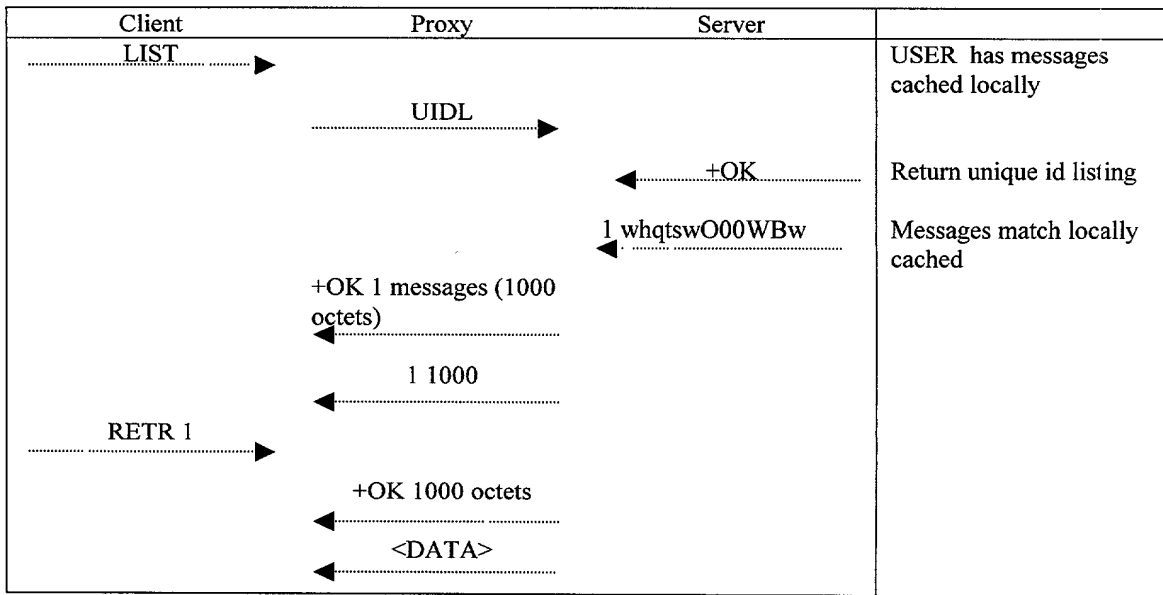 Client Proxy Server
LIST
USER has messages
cached locally
UIDL
+OK
Return unique id listing
1 whqtswO00WBw
Messages match locally
cached
+OK 1 messages (1000
octets)
1 1000
RETR 1
+OK 1000 octets
<DATA>